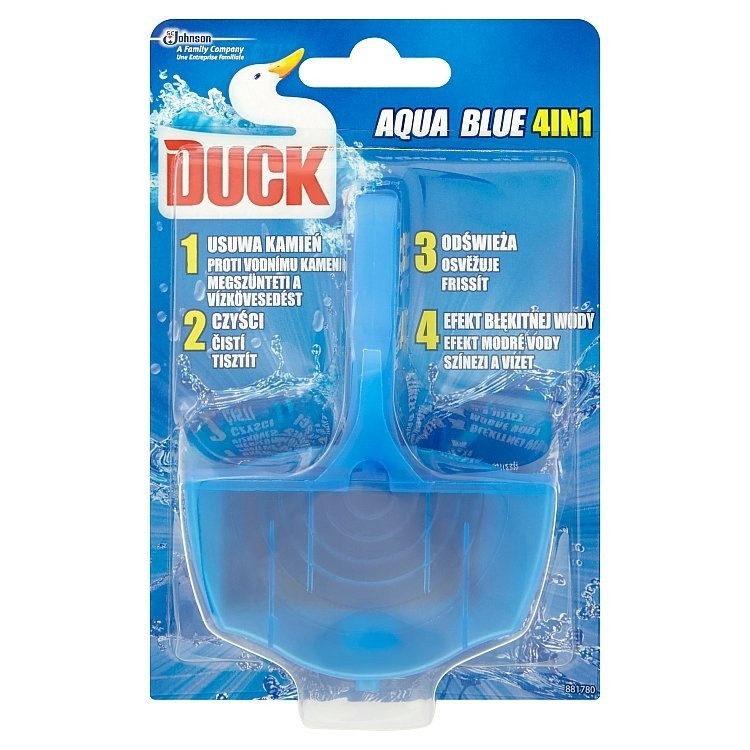 SC Johnson
A Family Company
Une Entreprise Familiale
DUCK
AQUA BLUE 4IN1
1 USUWA KAMIEŃ
PROTI VODNÍMU KAMENI
MEGSZÜNTETI A
VÍZKÖVESEDÉST
2 CZYŚCI
ČISTÍ
TISZTÍT
3 ODŚWIEŻA
OSVĚŽUJE
FRISSÍT
4 EFEKT BŁĘKITNEJ WODY
EFEKT MODRÉ VODY
SZÍNEZI A VIZET
881780